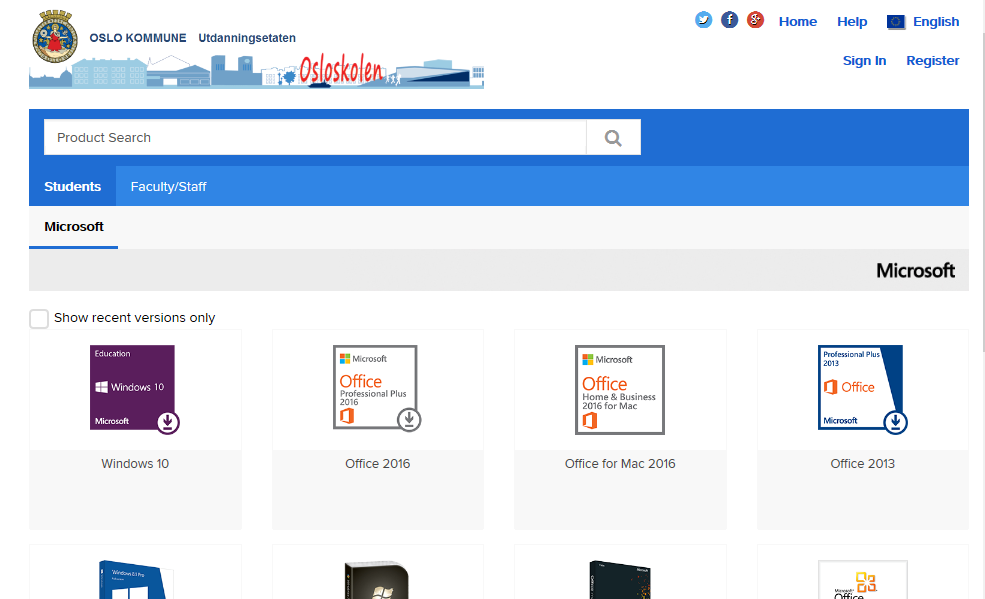 OSLO KOMMUNE Utdanningsetaten
Osloskolen
Home Help English
Sign In Register
Product Search
Students Faculty/Staff
Microsoft
Microsoft
Show recent versions only
Education
Windows 10
Microsoft
Microsoft
Office
Professional Plus
2016
Microsoft
Office
Home & Business
2016 for Mac
Professional Plus
2013
Office
Microsoft
Windows 10 Office 2016 Office for Mac 2016 Office 2013
Windows 8.1 Pro
Microsoft
Office